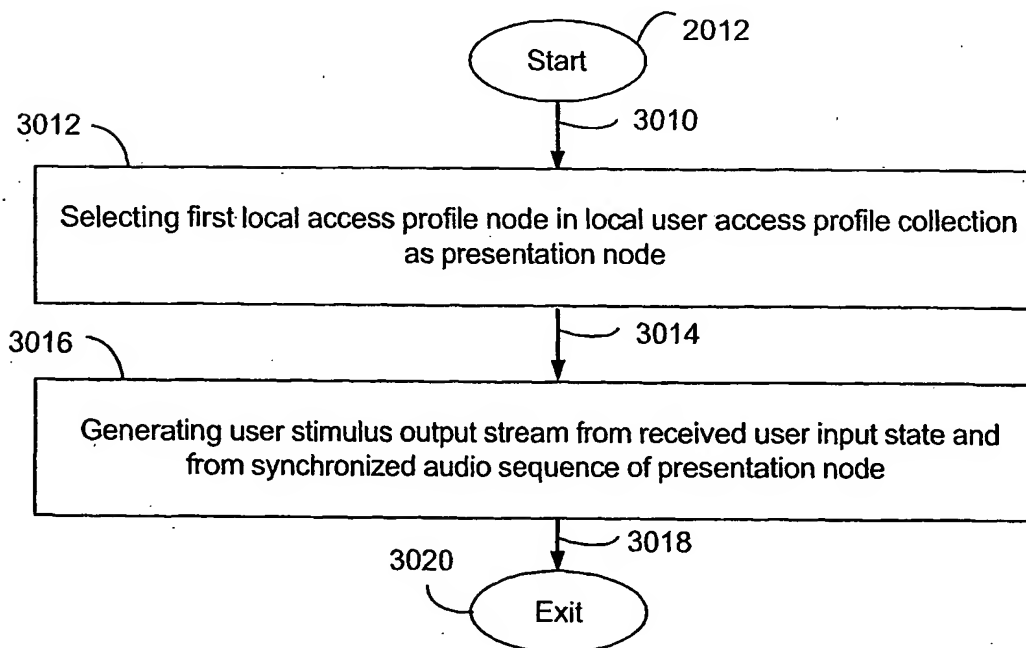 2012
Start
3010
3012
Selecting first local access profile node in local user access profile collection
as presentation node
3014
3016
Generating user stimulus output stream from received user input state and
from synchronized audio sequence of presentation node
3018
3020
Exit